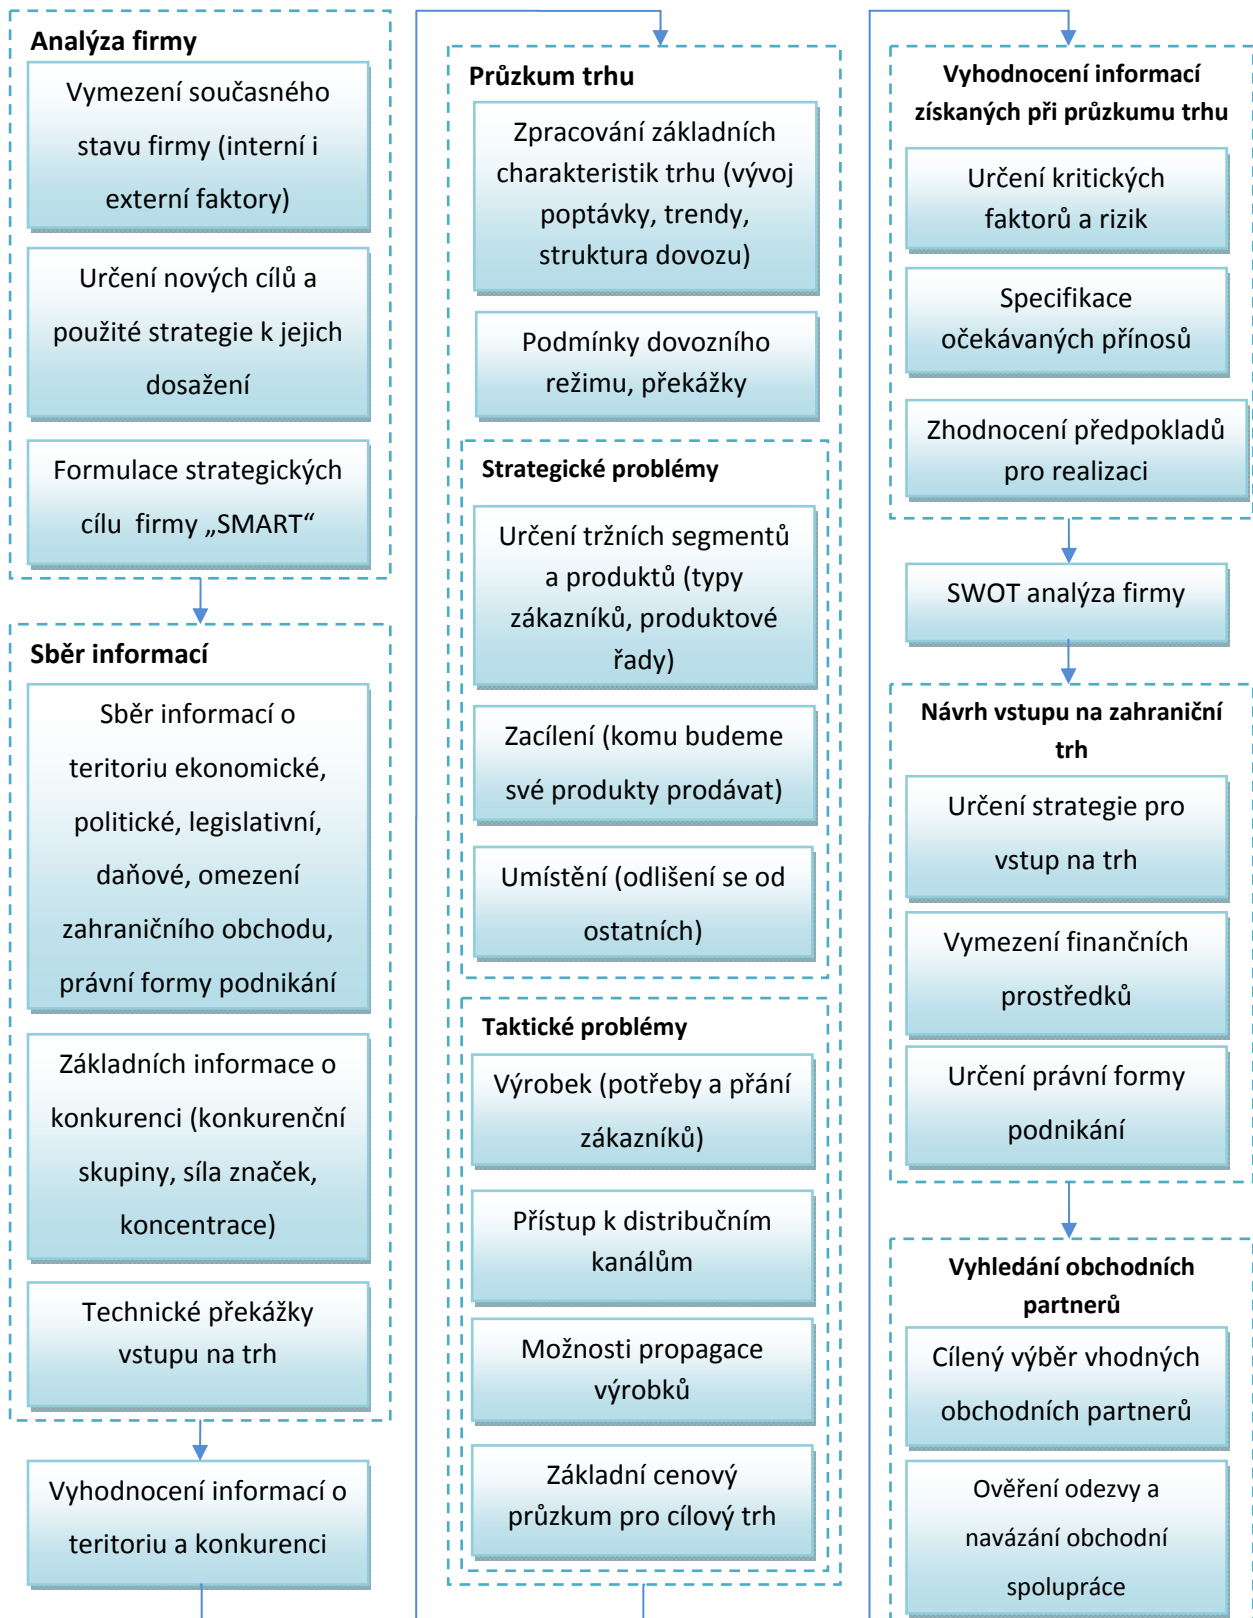 Analýza firmy
Vymezení současného
stavu firmy (interní i
externí faktory)
Určení nových cílů a
použité strategie k jejich
dosažení
Formulace strategických
cílu firmy „SMART“
Sběr informací
Sběr informací o
teritoriu ekonomické,
politické, legislativní,
daňové, omezení
zahraničního obchodu,
právní formy podnikání
Základních informace o
konkurenci (konkurenční
skupiny, síla značek,
koncentrace)
Technické překážky
vstupu na trh
Vyhodnocení informací o
teritoriu a konkurenci
Průzkum trhu
Zpracování základních
charakteristik trhu (vývoj
poptávky, trendy,
struktura dovozu)
Podmínky dovozního
režimu, překážky
Strategické problémy
Určení tržních segmentů
a produktů (typy
zákazníků, produktové
řady)
Zacílení (komu budeme
své produkty prodávat)
Umístění (odlišení se od
ostatních)
Taktické problémy
Výrobek (potřeby a přání
zákazníků)
Přístup k distribučním
kanálům
Možnosti propagace
výrobků
Základní cenový
průzkum pro cílový trh
Vyhodnocení informací
získaných při průzkumu trhu
Určení kritických
faktorů a rizik
Specifikace
očekávaných přínosů
Zhodnocení předpokladů
pro realizaci
SWOT analýza firmy
Návrh vstupu na zahraniční
trh
Určení strategie pro
vstup na trh
Vymezení finančních
prostředků
Určení právní formy
podnikání
Vyhledání obchodních
partnerů
Cílený výběr vhodných
obchodních partnerů
Ověření odezvy a
navázání obchodní
spolupráce